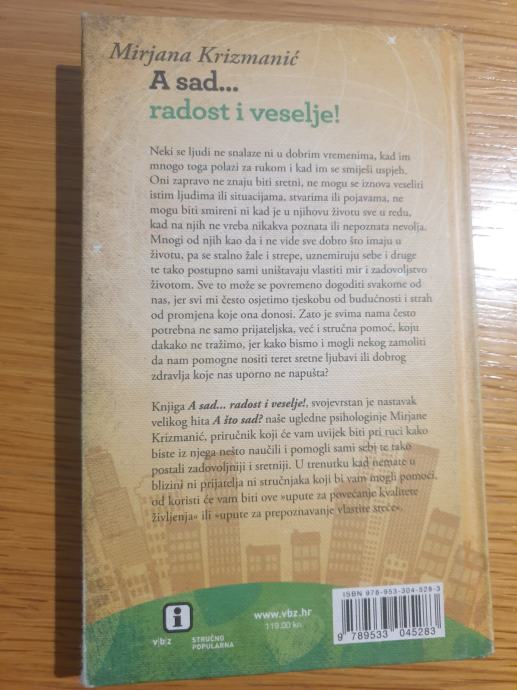 Mirjana Krizmanić
A sad...
radost i veselje!
Neki se ljudi ne snalaze ni u dobrim vremenima, kad im
mnogo toga polazi za rukom i kad im se smiješi uspjeh.
Oni zapravo ne znaju biti sretni, ne mogu se iznova veseliti
istim ljudima ili situacijama, stvarima ili pojavama, ne
mogu biti smireni ni kad je u njihovu životu sve u redu,
kad na njih ne vreba nikakva poznata ili nepoznata nevolja.
Mnogi od njih kao da i ne vide sve dobro što imaju u
životu, pa se stalno žale i strepe, uznemiruju sebe i druge
te tako postupno sami uništavaju vlastiti mir i zadovoljstvo
životom. Sve to može se povremeno dogoditi svakome od
nas, jer svi mi često osjetimo tjeskobu od budućnosti i strah
od promjena koje ona donosi. Zato je svima nama često
potrebna ne samo prijateljska, već i stručna pomoć, koju
dakako ne tražimo, jer kako bismo i mogli nekog zamoliti
da nam pomogne nositi teret sretne ljubavi ili dobrog
zdravlja koje nas uporno ne napušta?
Knjiga A sad... radost i veselje!, svojevrstan je nastavak
velikog hita A što sad? naše ugledne psihologinje Mirjane
Krizmanić, priručnik koji će vam uvijek biti pri ruci kako
biste iz njega nešto naučili i pomogli sami sebi te tako
postali zadovoljniji i sretniji. U trenutku kad nemate u
blizini ni prijatelja ni stručnjaka koji bi vam mogli pomoći,
od koristi će vam biti ove »upute za povećanje kvalitete
življenja« ili »upute za prepoznavanje vlastite sreće«.
ISBN 978-953-304-528-3
i
v|b|z
STRUČNO
POPULARNA
www.vbz.hr
119,00 kn
9 789533 045283